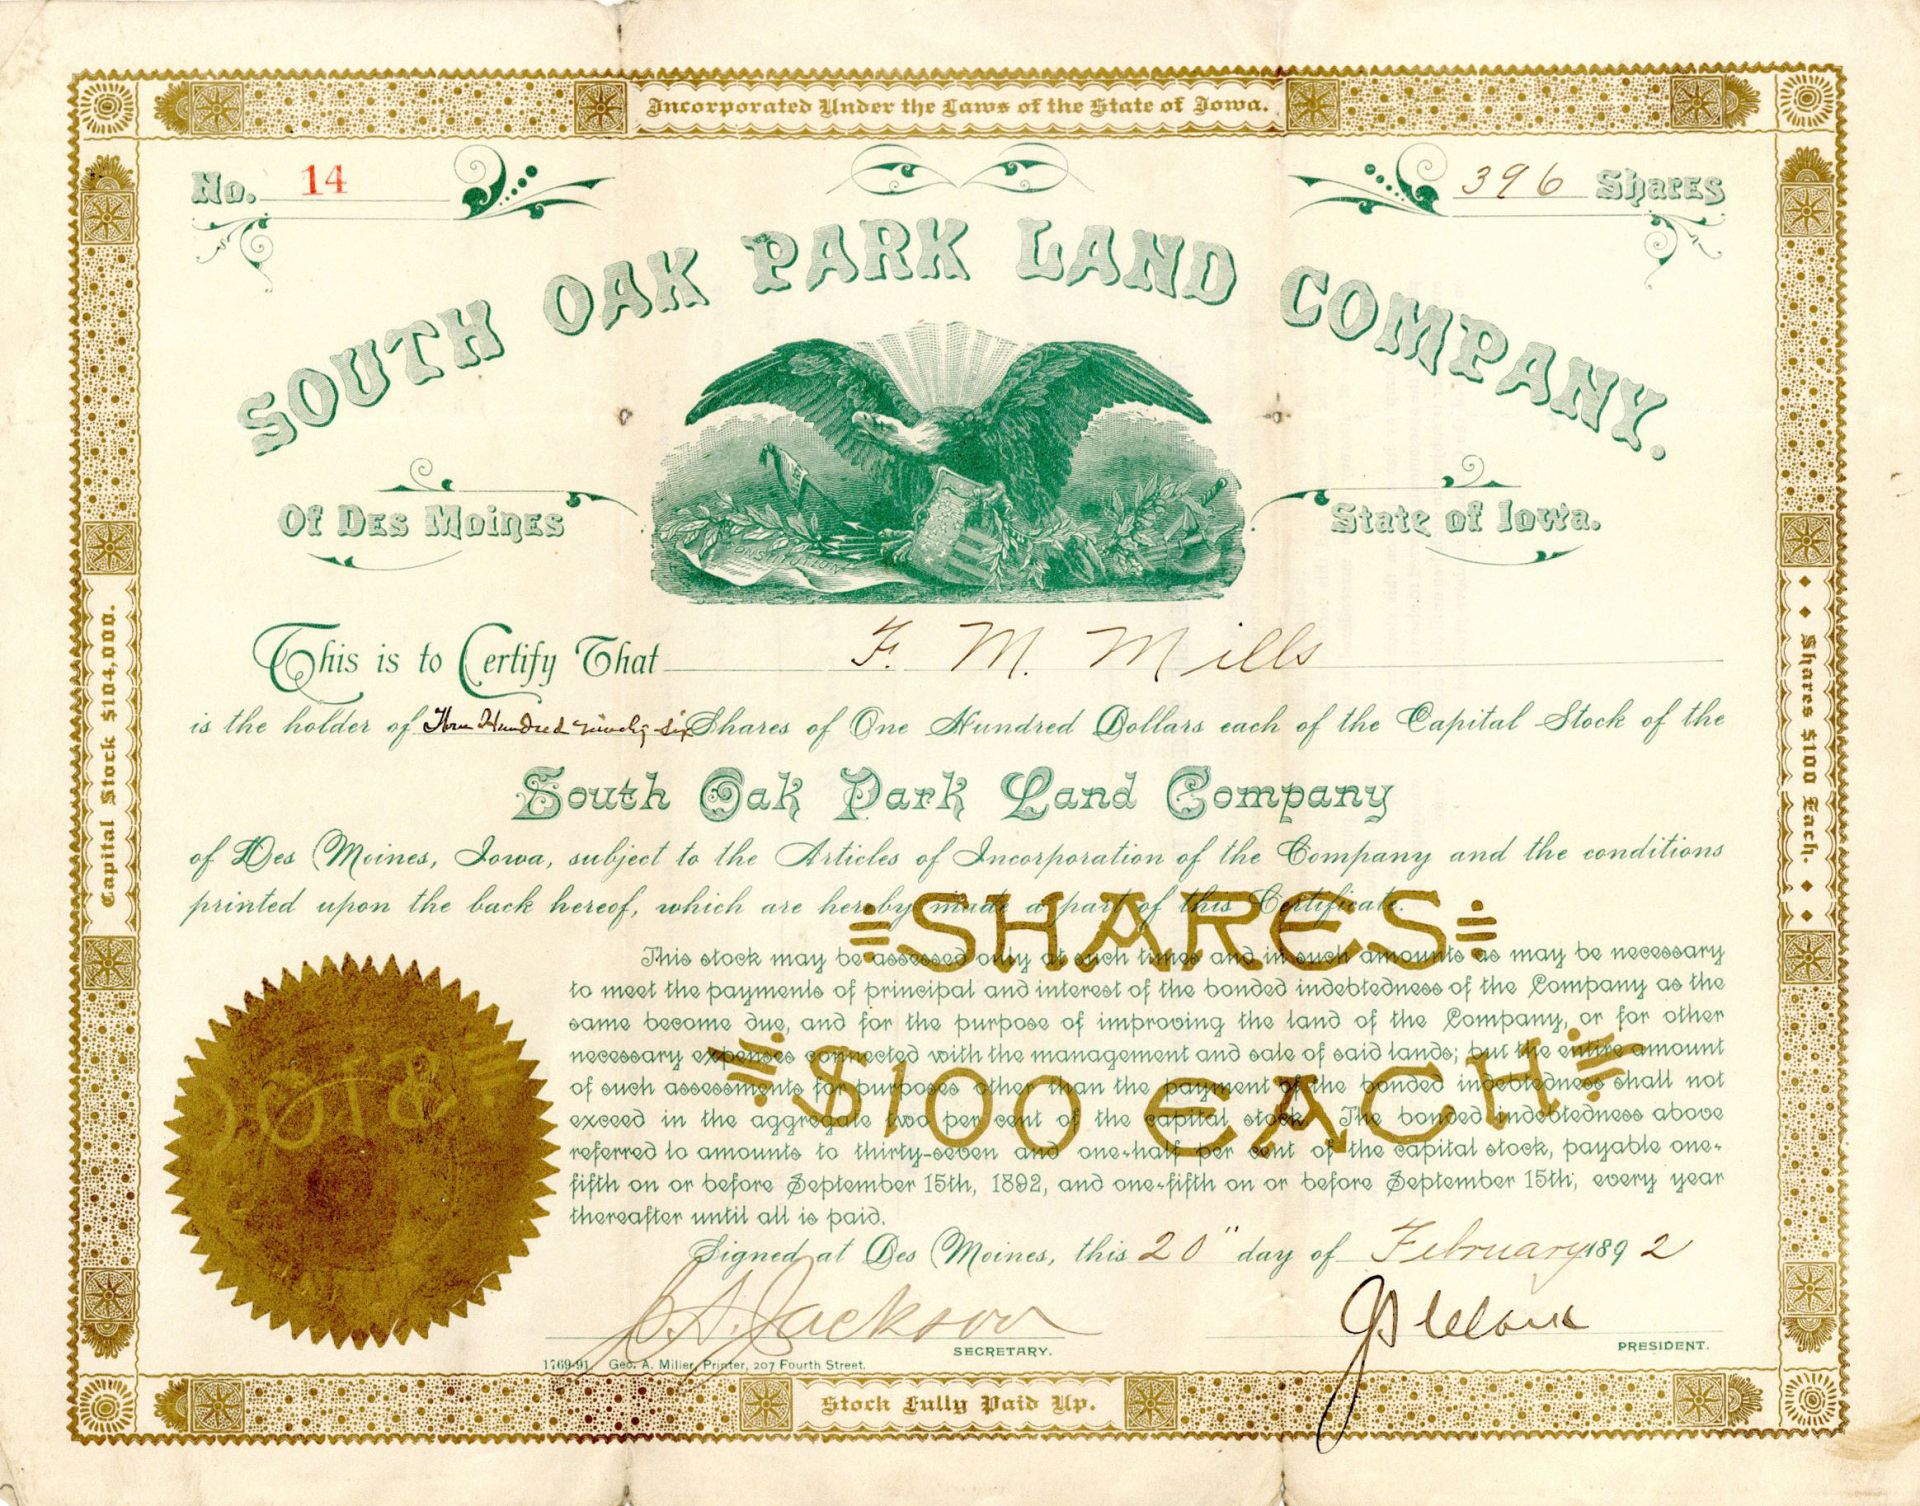 Incorporated Under the Laws of the State of Iowa.
No. 14
396 Shares
SOUTH OAK PARK LAND COMPANY.
Of Des Moines
State of Iowa.
CONSTITUTION
This is to Certify That F. M. Mills
is the holder of Three Hundred ninety six Shares of One Hundred Dollars each of the Capital Stock of the
South Oak Park Land Company
of Des Moines, Iowa, subject to the Articles of Incorporation of the Company and the conditions
printed upon the back hereof, which are hereby made a part of this Certificate.
SHARES
$100 EACH
This stock may be assessed only at such times and in such amounts as may be necessary
to meet the payments of principal and interest of the bonded indebtedness of the Company as the
same become due, and for the purpose of improving the land of the Company, or for other
necessary expenses connected with the management and sale of said lands; but the entire amount
of such assessments for purposes other than the payment of the bonded indebtedness shall not
exceed in the aggregate two per cent of the capital stock. The bonded indebtedness above
referred to amounts to thirty-seven and one-half per cent of the capital stock, payable one-
fifth on or before September 15th, 1892, and one-fifth on or before September 15th, every year
thereafter until all is paid.
Signed at Des Moines, this 20" day of February 1892
Jackson
SECRETARY.
PRESIDENT.
1769-91. Geo. A. Miller, Printer, 207 Fourth Street.
Capital Stock $104,000.
Shares $100 Each.
Stock Fully Paid Up.